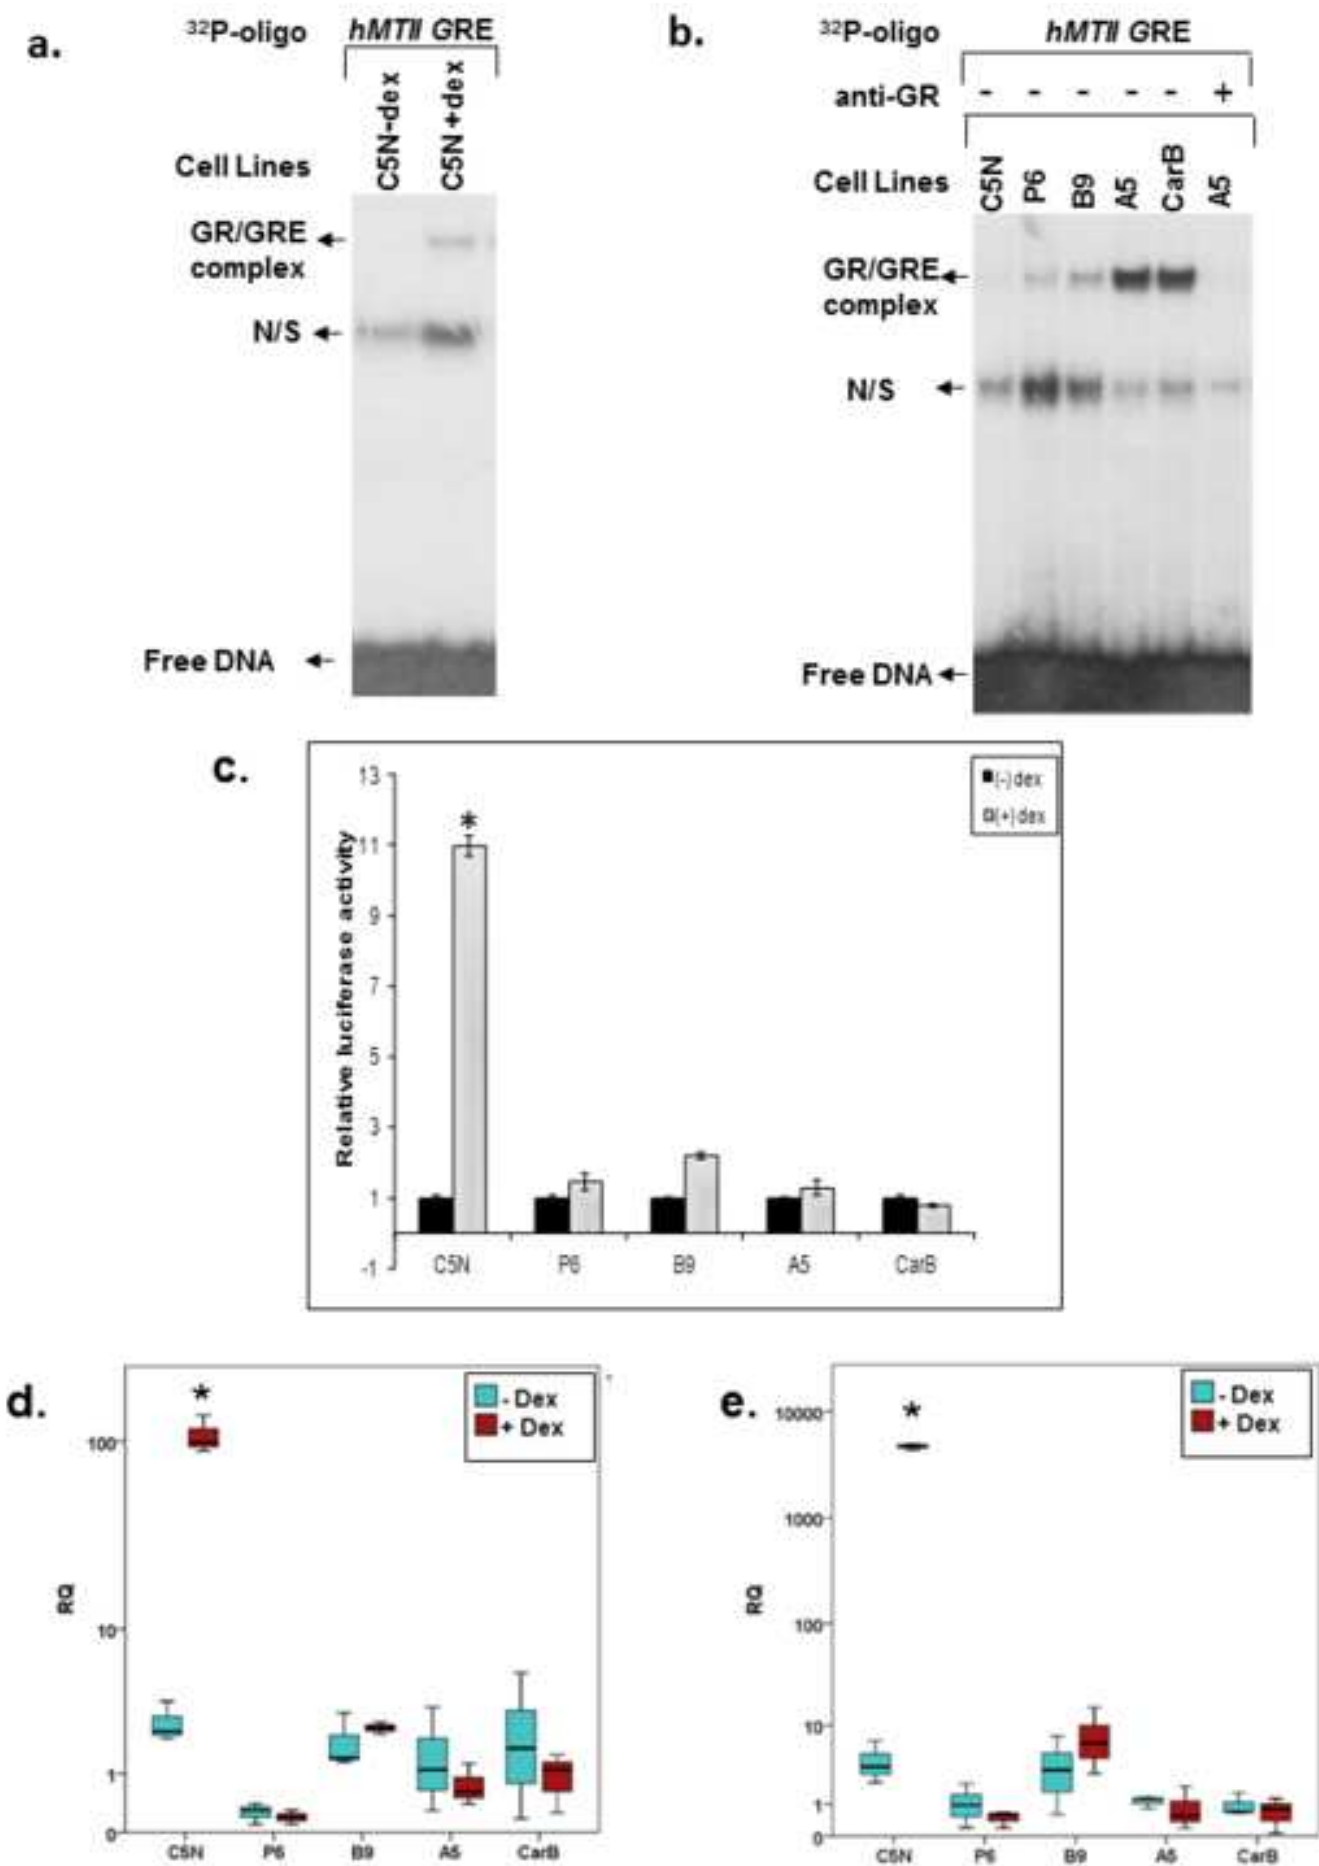 a.
³²P-oligo hMTII GRE
C5N-dex C5N+dex
Cell Lines
GR/GRE
complex
N/S
Free DNA
b.
³²P-oligo hMTII GRE
anti-GR - - - - - +
Cell Lines C5N P6 B9 A5 CarB A5
GR/GRE
complex
N/S
Free DNA
c.
Relative luciferase activity
13
11
9
7
5
3
1
-1
*
(-) dex
(+) dex
C5N P6 B9 A5 CarB
d.
RQ
100
10
1
0
*
- Dex
+ Dex
C5N P6 B9 A5 CarB
e.
RQ
10000
1000
100
10
1
0
*
- Dex
+ Dex
C5N P6 B9 A5 CarB